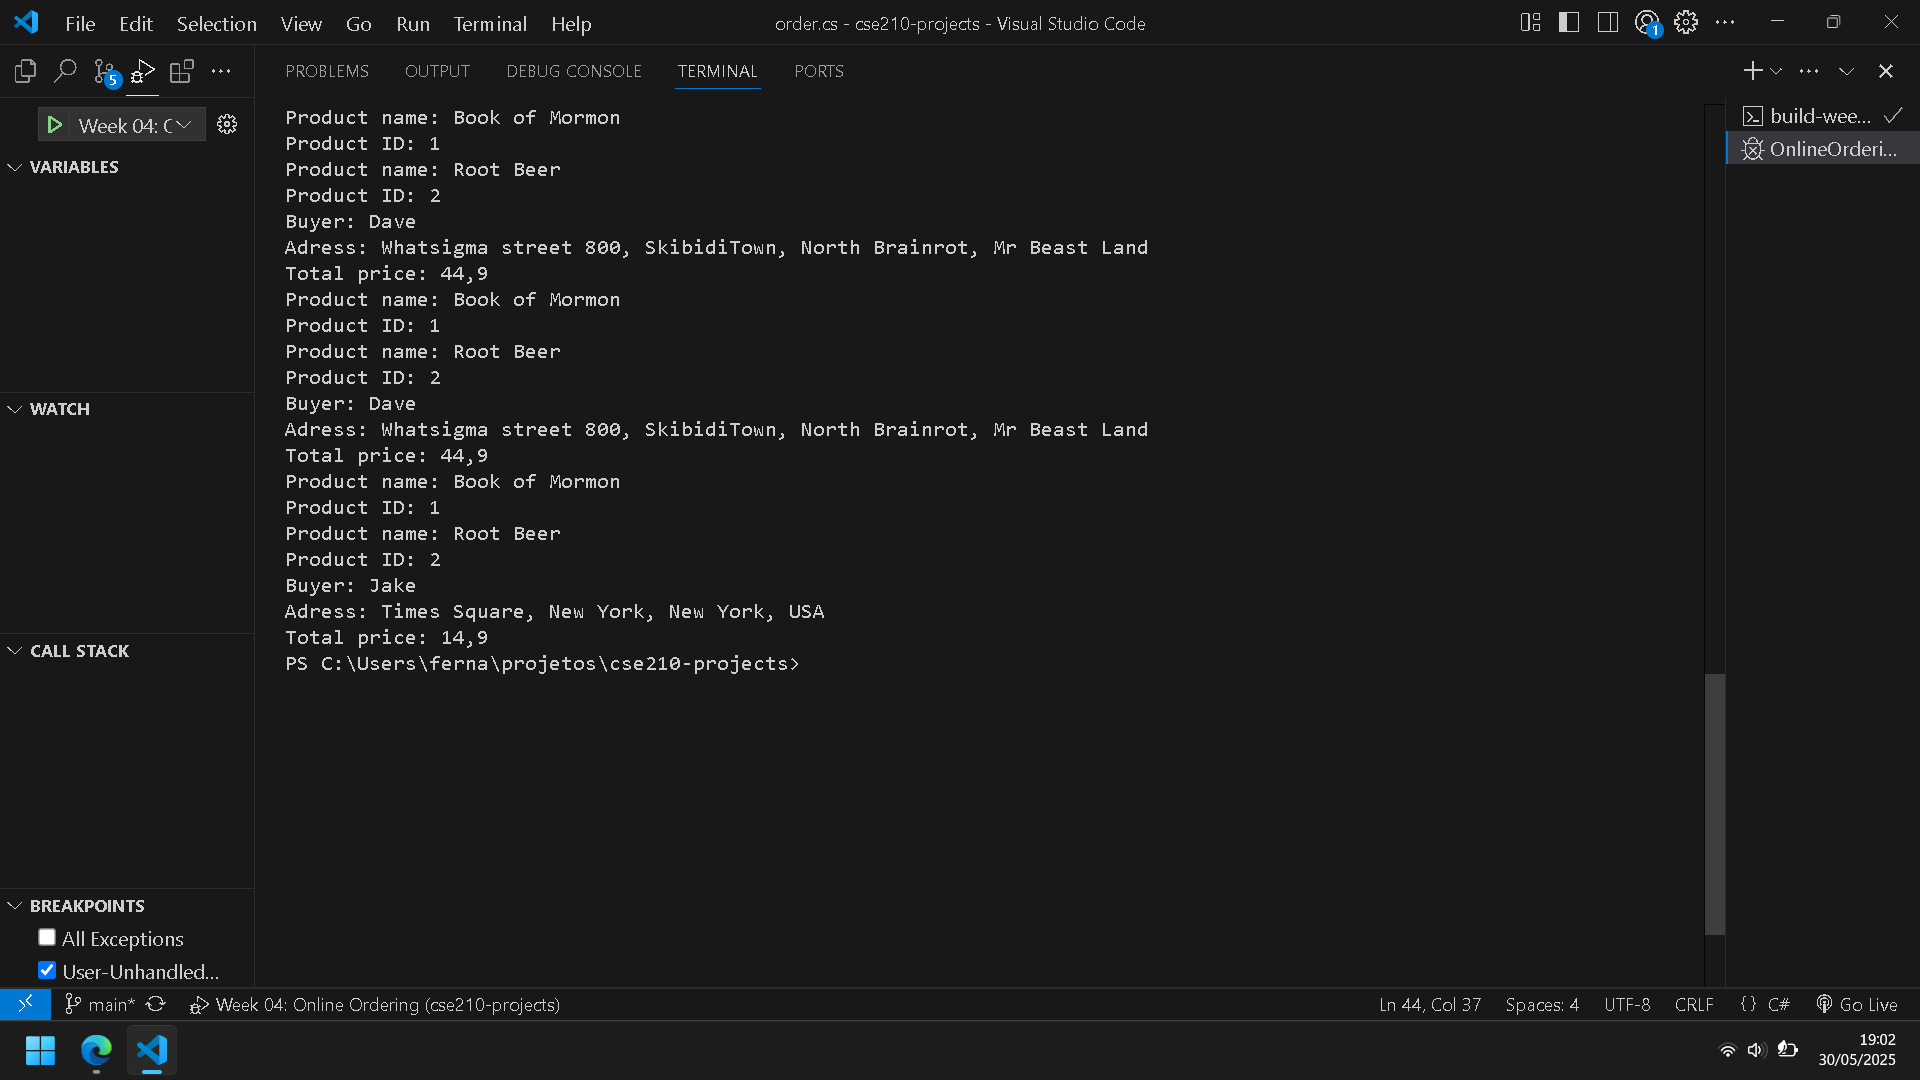 File Edit Selection View Go Run Terminal Help
order.cs - cse210-projects - Visual Studio Code
1
5
PROBLEMS OUTPUT DEBUG CONSOLE TERMINAL PORTS
Week 04: C
VARIABLES
WATCH
CALL STACK
BREAKPOINTS
All Exceptions
User-Unhandled...
Product name: Book of Mormon
Product ID: 1
Product name: Root Beer
Product ID: 2
Buyer: Dave
Adress: Whatsigma street 800, SkibidiTown, North Brainrot, Mr Beast Land
Total price: 44,9
Product name: Book of Mormon
Product ID: 1
Product name: Root Beer
Product ID: 2
Buyer: Dave
Adress: Whatsigma street 800, SkibidiTown, North Brainrot, Mr Beast Land
Total price: 44,9
Product name: Book of Mormon
Product ID: 1
Product name: Root Beer
Product ID: 2
Buyer: Jake
Adress: Times Square, New York, New York, USA
Total price: 14,9
PS C:\Users\ferna\projetos\cse210-projects>
build-wee...
OnlineOrderi...
main* Week 04: Online Ordering (cse210-projects)
Ln 44, Col 37 Spaces: 4 UTF-8 CRLF {} C# Go Live
19:02
30/05/2025